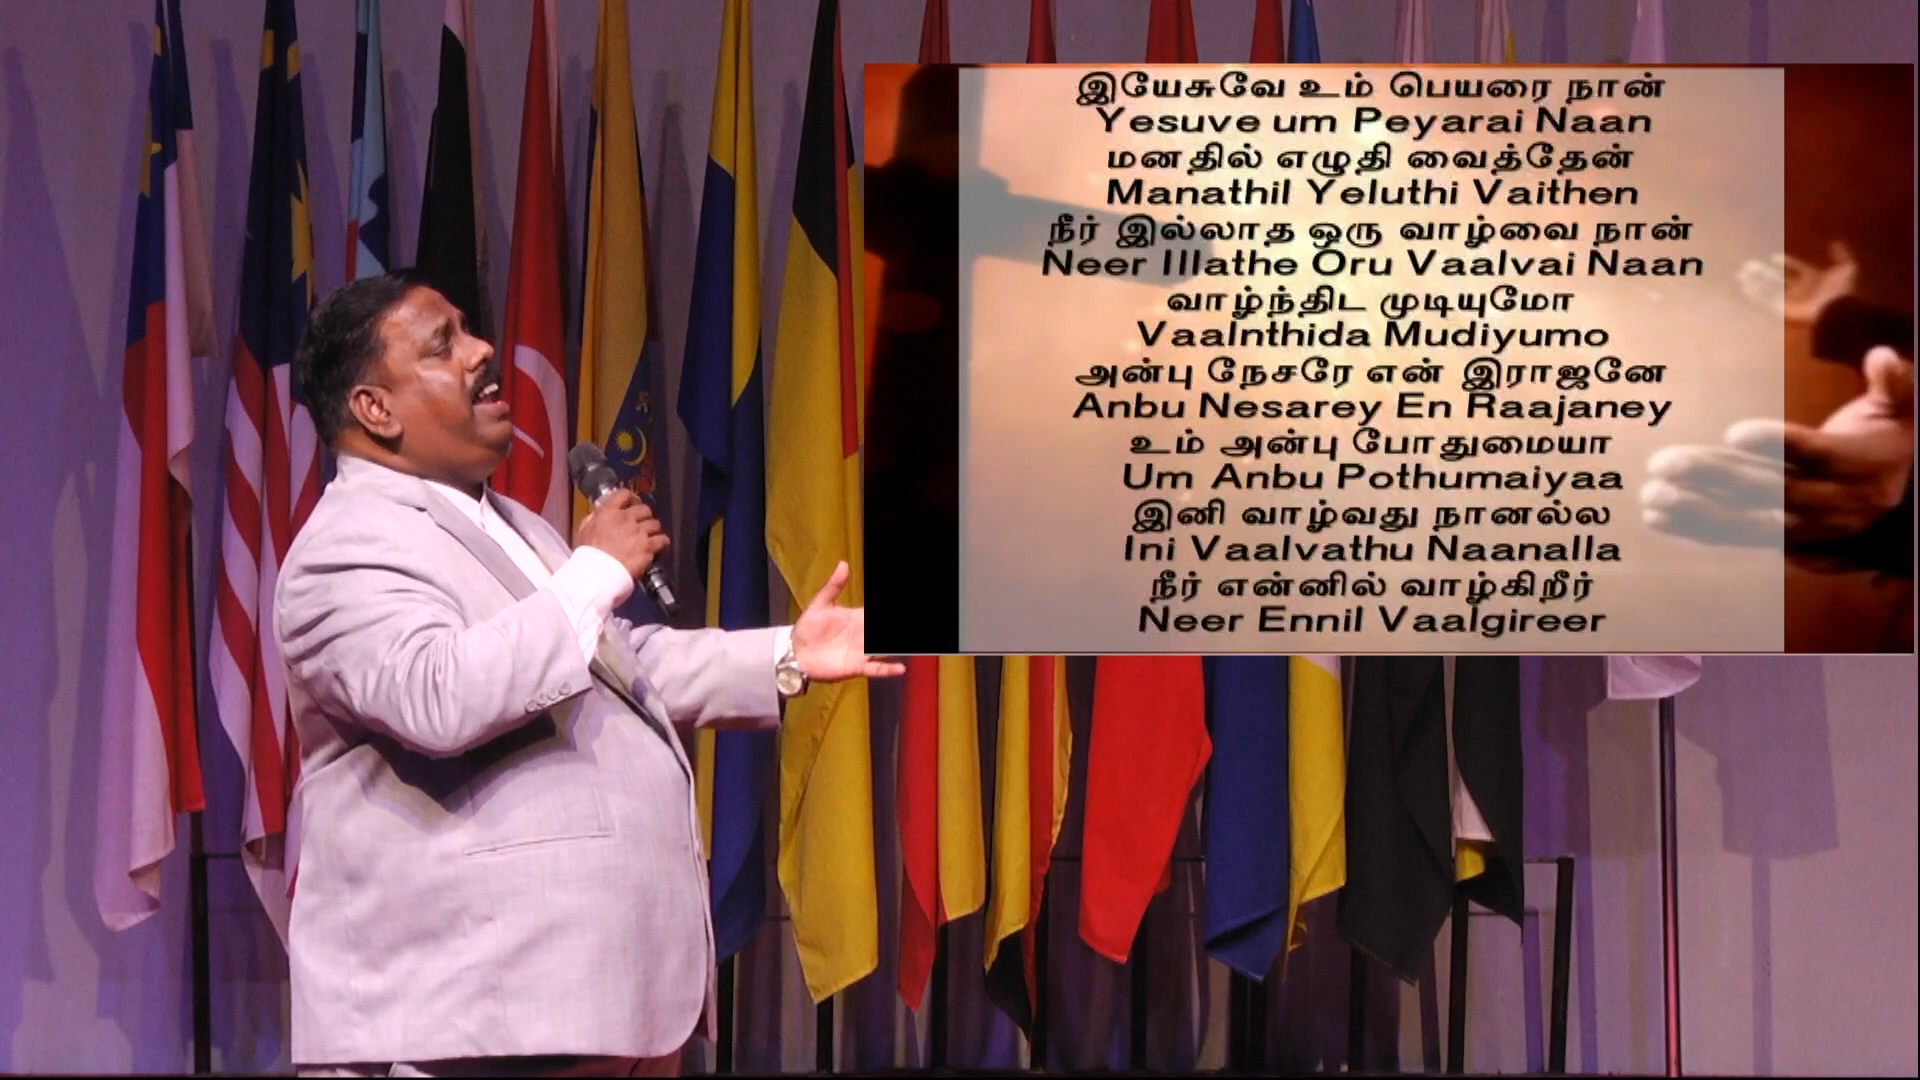 இயேசுவே உம் பெயரை நான்
Yesuve um Peyarai Naan
மனதில் எழுதி வைத்தேன்
Manathil Yeluthi Vaithen
நீர் இல்லாத ஒரு வாழ்வை நான்
Neer Illathe Oru Vaalvai Naan
வாழ்ந்திட முடியுமோ
Vaalnthida Mudiyumo
அன்பு நேசரே என் இராஜனே
Anbu Nesarey En Raajaney
உம் அன்பு போதுமையா
Um Anbu Pothumaiyaa
இனி வாழ்வது நானல்ல
Ini Vaalvathu Naanalla
நீர் என்னில் வாழ்கிறீர்
Neer Ennil Vaalgireer